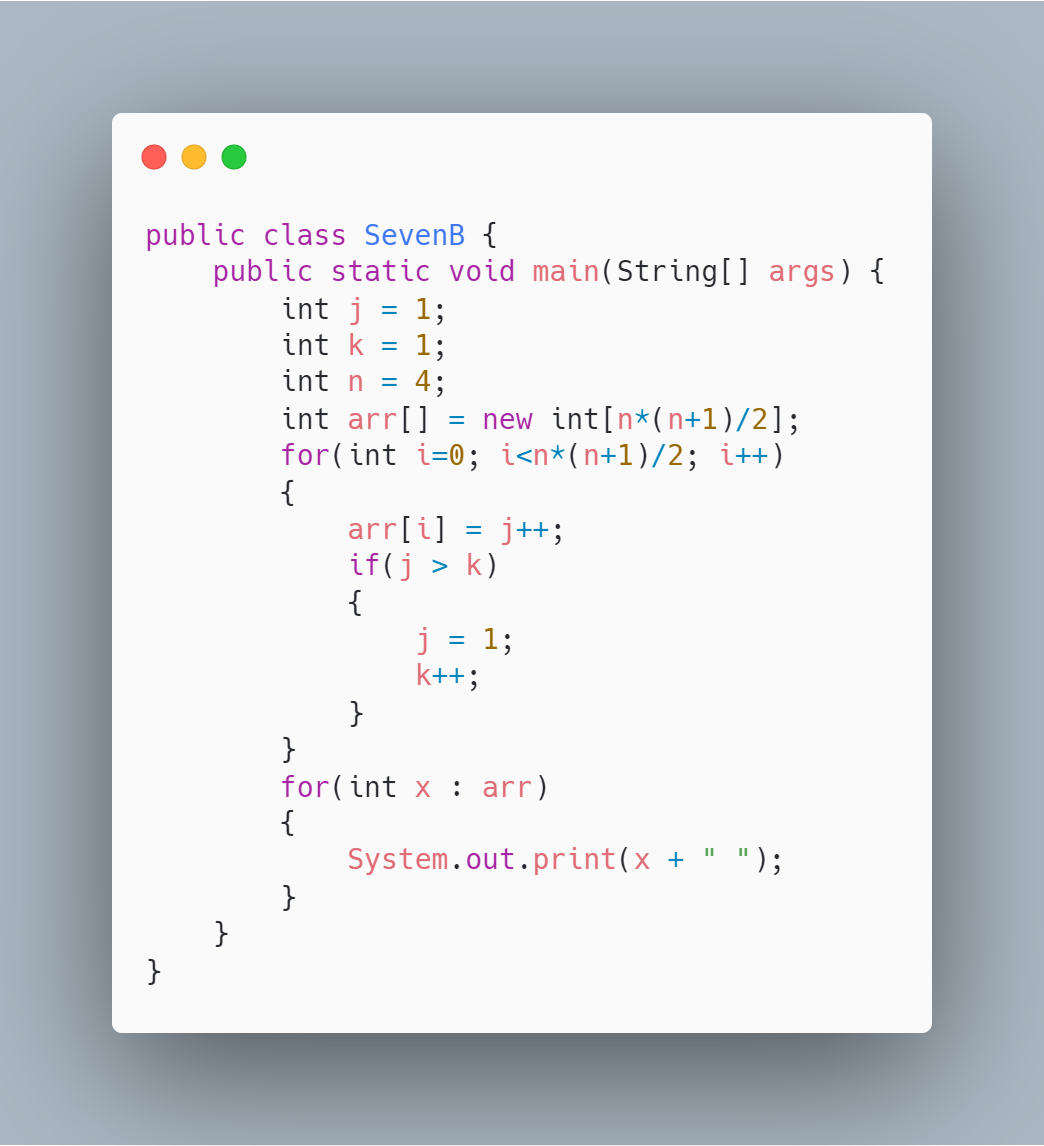 public class SevenB {
    public static void main(String[] args) {
        int j = 1;
        int k = 1;
        int n = 4;
        int arr[] = new int[n*(n+1)/2];
        for(int i=0; i<n*(n+1)/2; i++)
        {
            arr[i] = j++;
            if(j > k)
            {
                j = 1;
                k++;
            }
        }
        for(int x : arr)
        {
            System.out.print(x + " ");
        }
    }
}